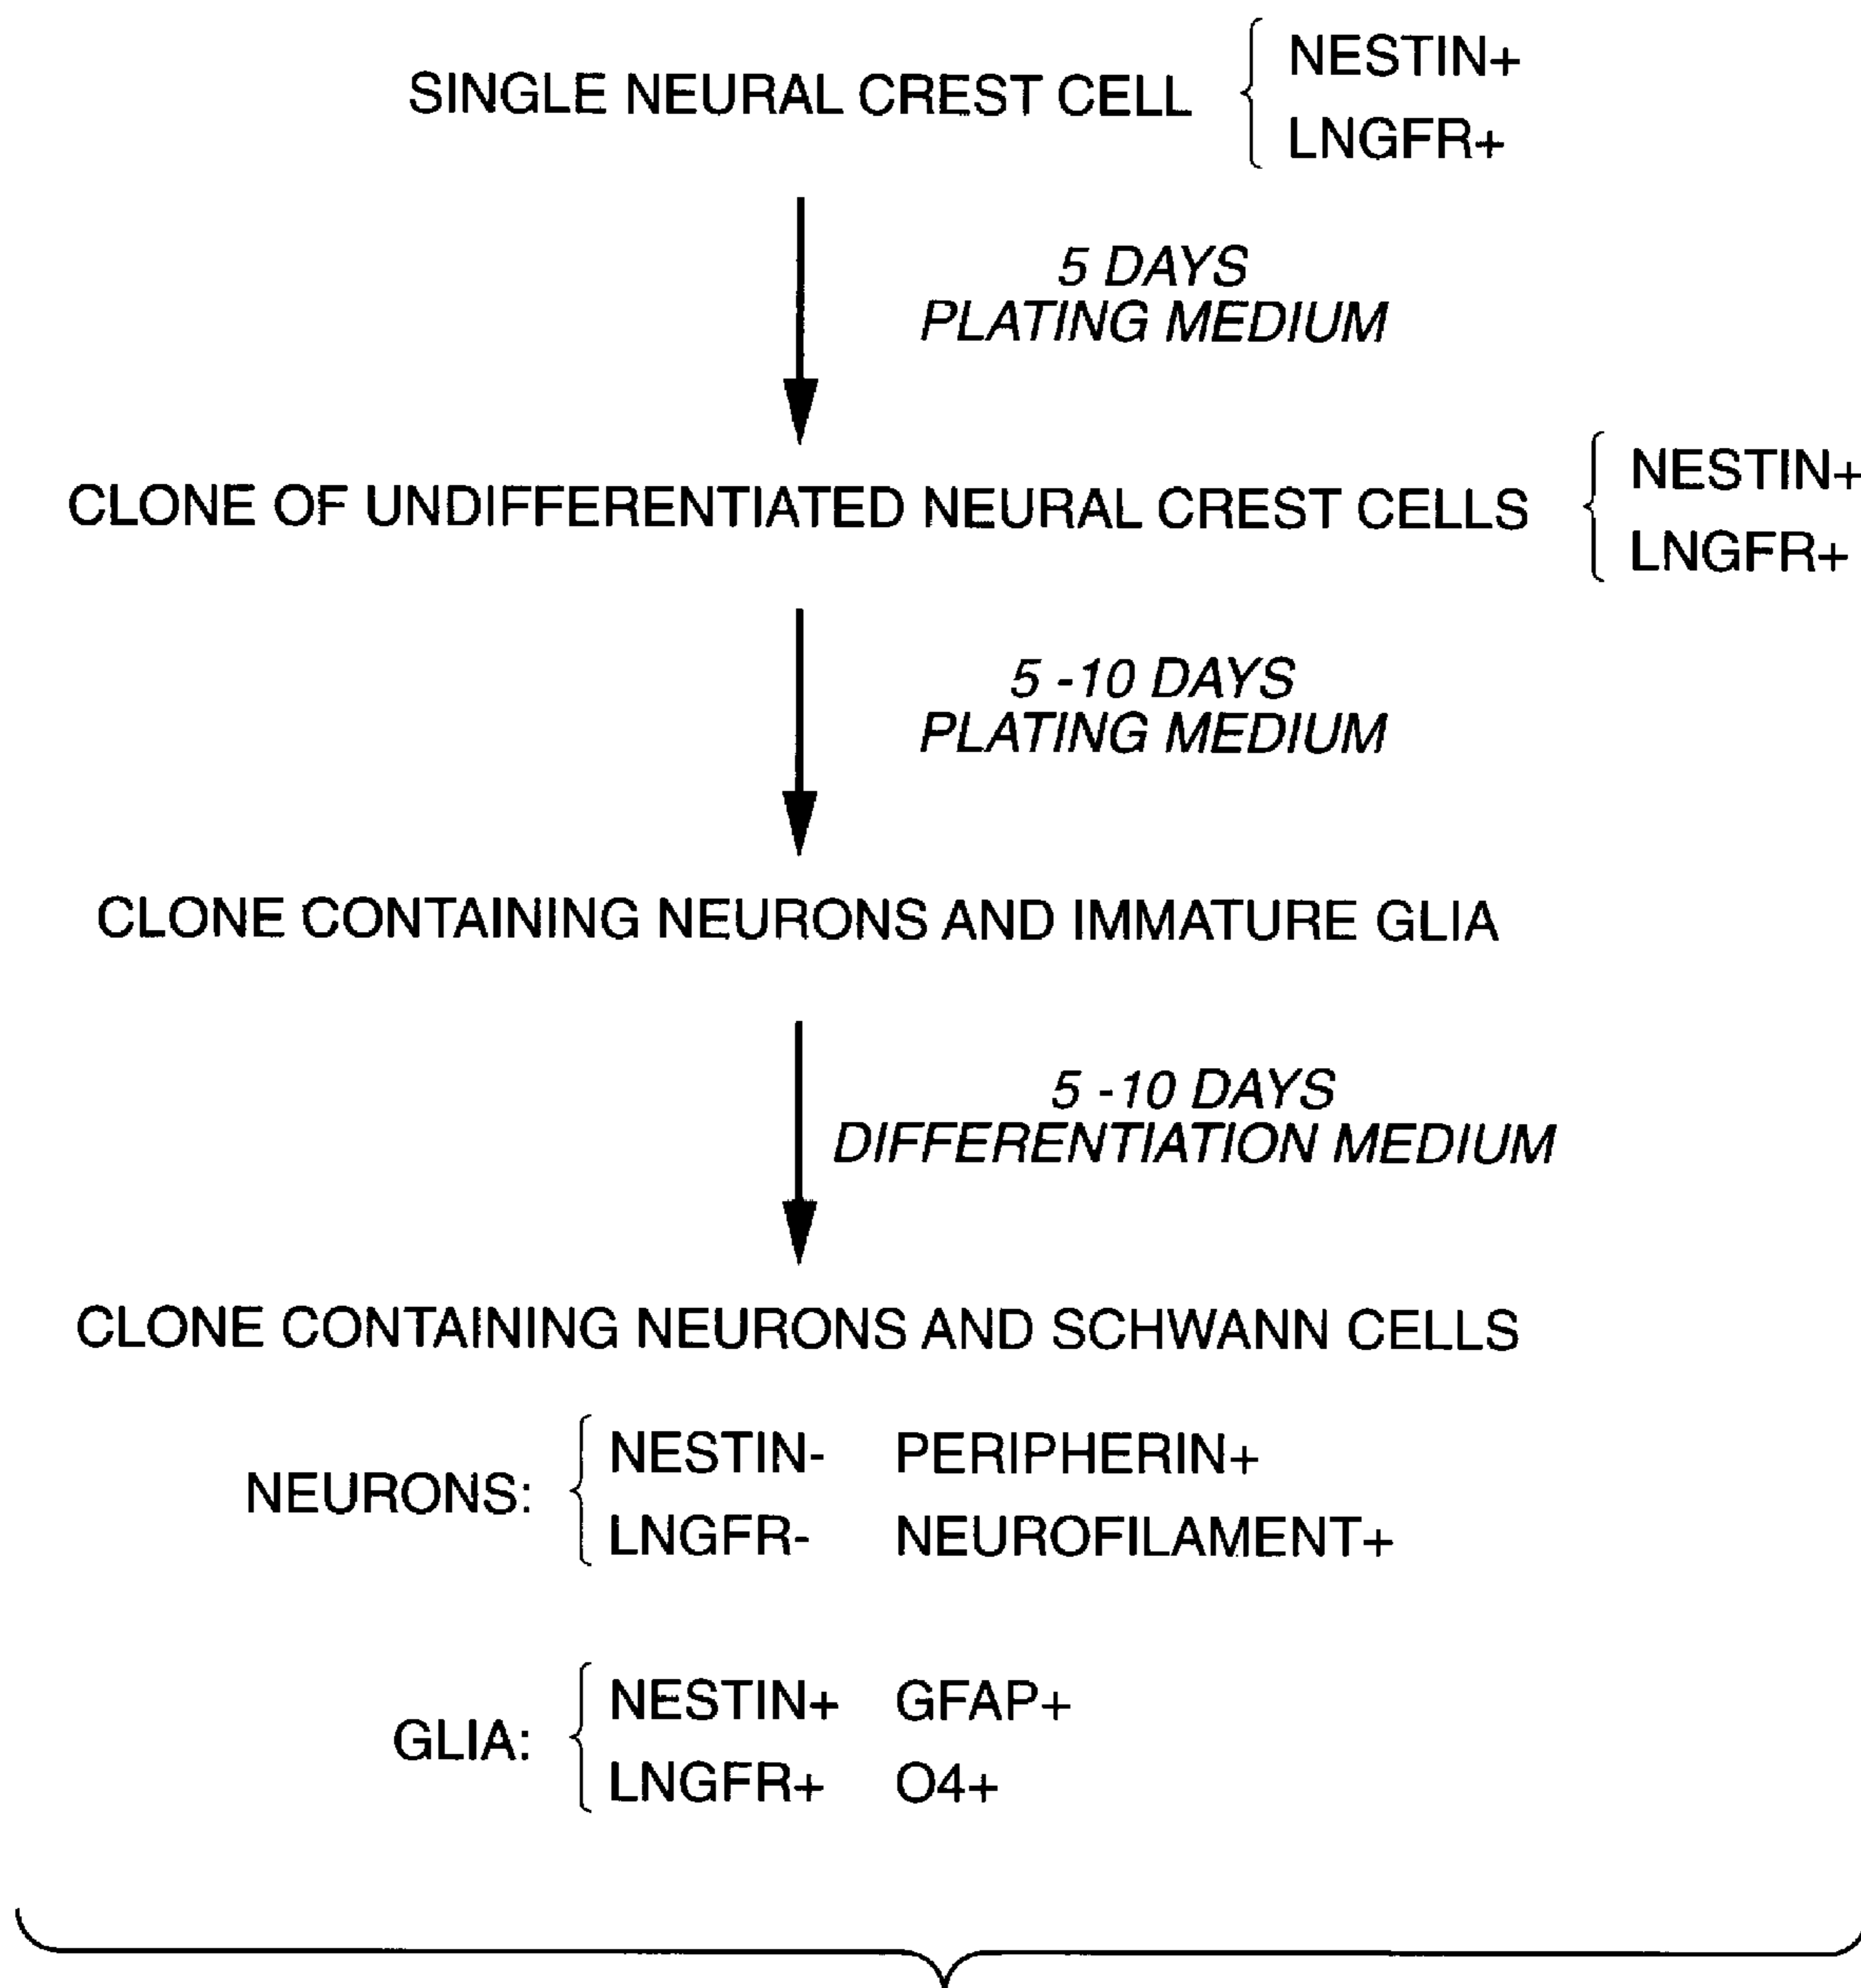 SINGLE NEURAL CREST CELL
NESTIN+
LNGFR+
5 DAYS
PLATING MEDIUM
CLONE OF UNDIFFERENTIATED NEURAL CREST CELLS
NESTIN+
LNGFR+
5 -10 DAYS
PLATING MEDIUM
CLONE CONTAINING NEURONS AND IMMATURE GLIA
5 -10 DAYS
DIFFERENTIATION MEDIUM
CLONE CONTAINING NEURONS AND SCHWANN CELLS
NEURONS:
NESTIN- PERIPHERIN+
LNGFR- NEUROFILAMENT+
GLIA:
NESTIN+ GFAP+
LNGFR+ O4+